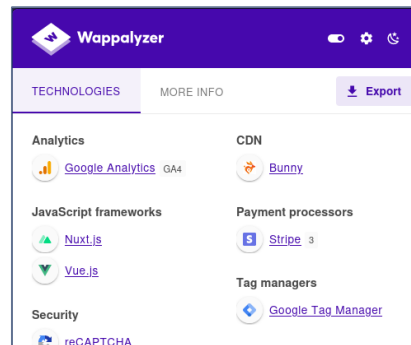 Wappalyzer
TECHNOLOGIES
MORE INFO
Export
Analytics
Google Analytics GA4
JavaScript frameworks
Nuxt.js
Vue.js
Security
reCAPTCHA
CDN
Bunny
Payment processors
S Stripe 3
Tag managers
Google Tag Manager